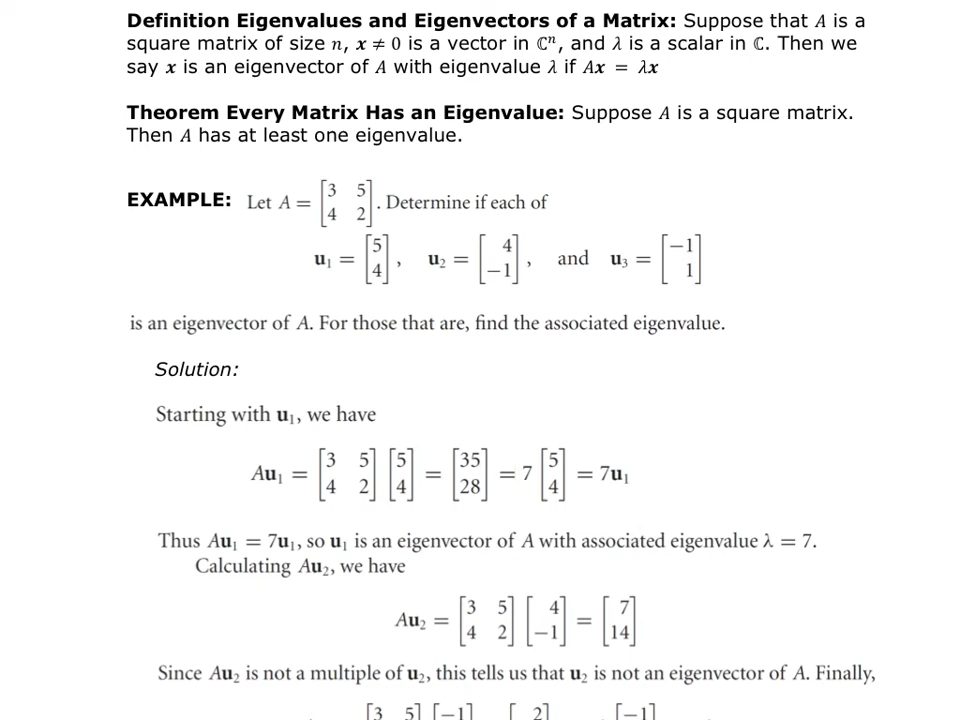 Definition Eigenvalues and Eigenvectors of a Matrix: Suppose that A is a
square matrix of size n, x ≠ 0 is a vector in ℂⁿ, and λ is a scalar in ℂ. Then we
say x is an eigenvector of A with eigenvalue λ if Ax = λx
Theorem Every Matrix Has an Eigenvalue: Suppose A is a square matrix.
Then A has at least one eigenvalue.
EXAMPLE: Let A = [3 5; 4 2]. Determine if each of
u₁ = [5; 4], u₂ = [4; −1], and u₃ = [−1; 1]
is an eigenvector of A. For those that are, find the associated eigenvalue.
Solution:
Starting with u₁, we have
Au₁ = [3 5; 4 2] [5; 4] = [35; 28] = 7 [5; 4] = 7u₁
Thus Au₁ = 7u₁, so u₁ is an eigenvector of A with associated eigenvalue λ = 7.
Calculating Au₂, we have
Au₂ = [3 5; 4 2] [4; −1] = [7; 14]
Since Au₂ is not a multiple of u₂, this tells us that u₂ is not an eigenvector of A. Finally,
[3 5] [−1] [2] [−1]